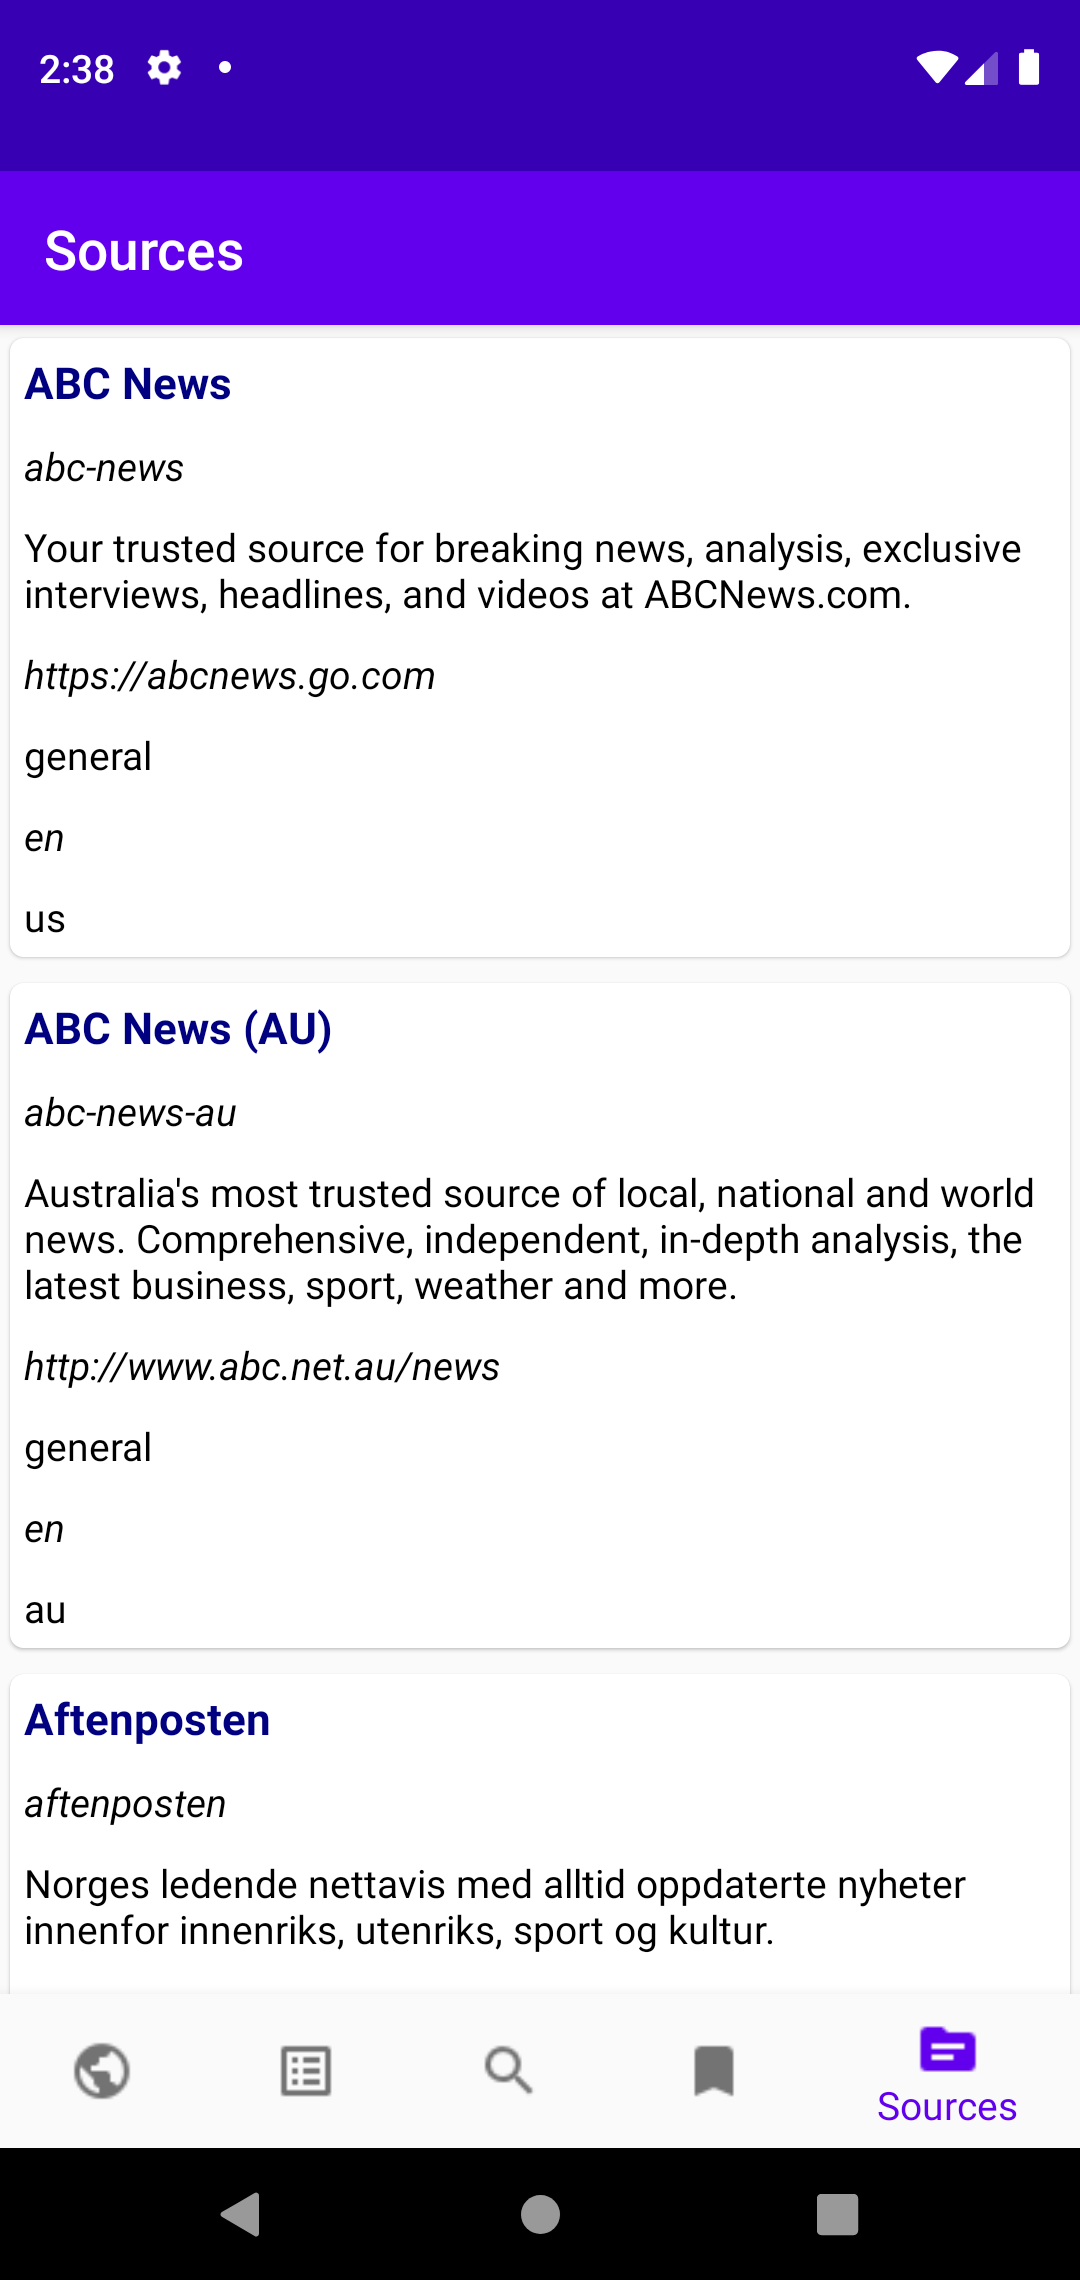 2:38
Sources
ABC News
abc-news
Your trusted source for breaking news, analysis, exclusive
interviews, headlines, and videos at ABCNews.com.
https://abcnews.go.com
general
en
us
ABC News (AU)
abc-news-au
Australia's most trusted source of local, national and world
news. Comprehensive, independent, in-depth analysis, the
latest business, sport, weather and more.
http://www.abc.net.au/news
general
en
au
Aftenposten
aftenposten
Norges ledende nettavis med alltid oppdaterte nyheter
innenfor innenriks, utenriks, sport og kultur.
Sources